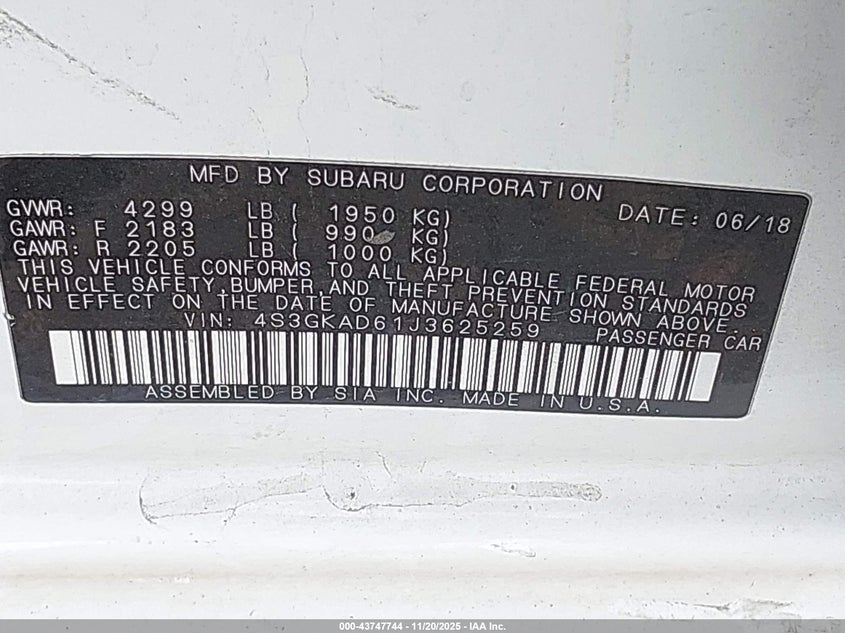 MFD BY SUBARU CORPORATION
GVWR: 4299 LB ( 1950 KG) DATE: 06/18
GAWR: F 2183 LB ( 990 KG)
GAWR: R 2205 LB ( 1000 KG)
THIS VEHICLE CONFORMS TO ALL APPLICABLE FEDERAL MOTOR
VEHICLE SAFETY,BUMPER,AND THEFT PREVENTION STANDARDS
IN EFFECT ON THE DATE OF MANUFACTURE SHOWN ABOVE.
VIN: 4S3GKAD61J3625259 PASSENGER CAR
ASSEMBLED BY SIA INC. MADE IN U.S.A.
000-43747744 - 11/20/2025 - IAA Inc.